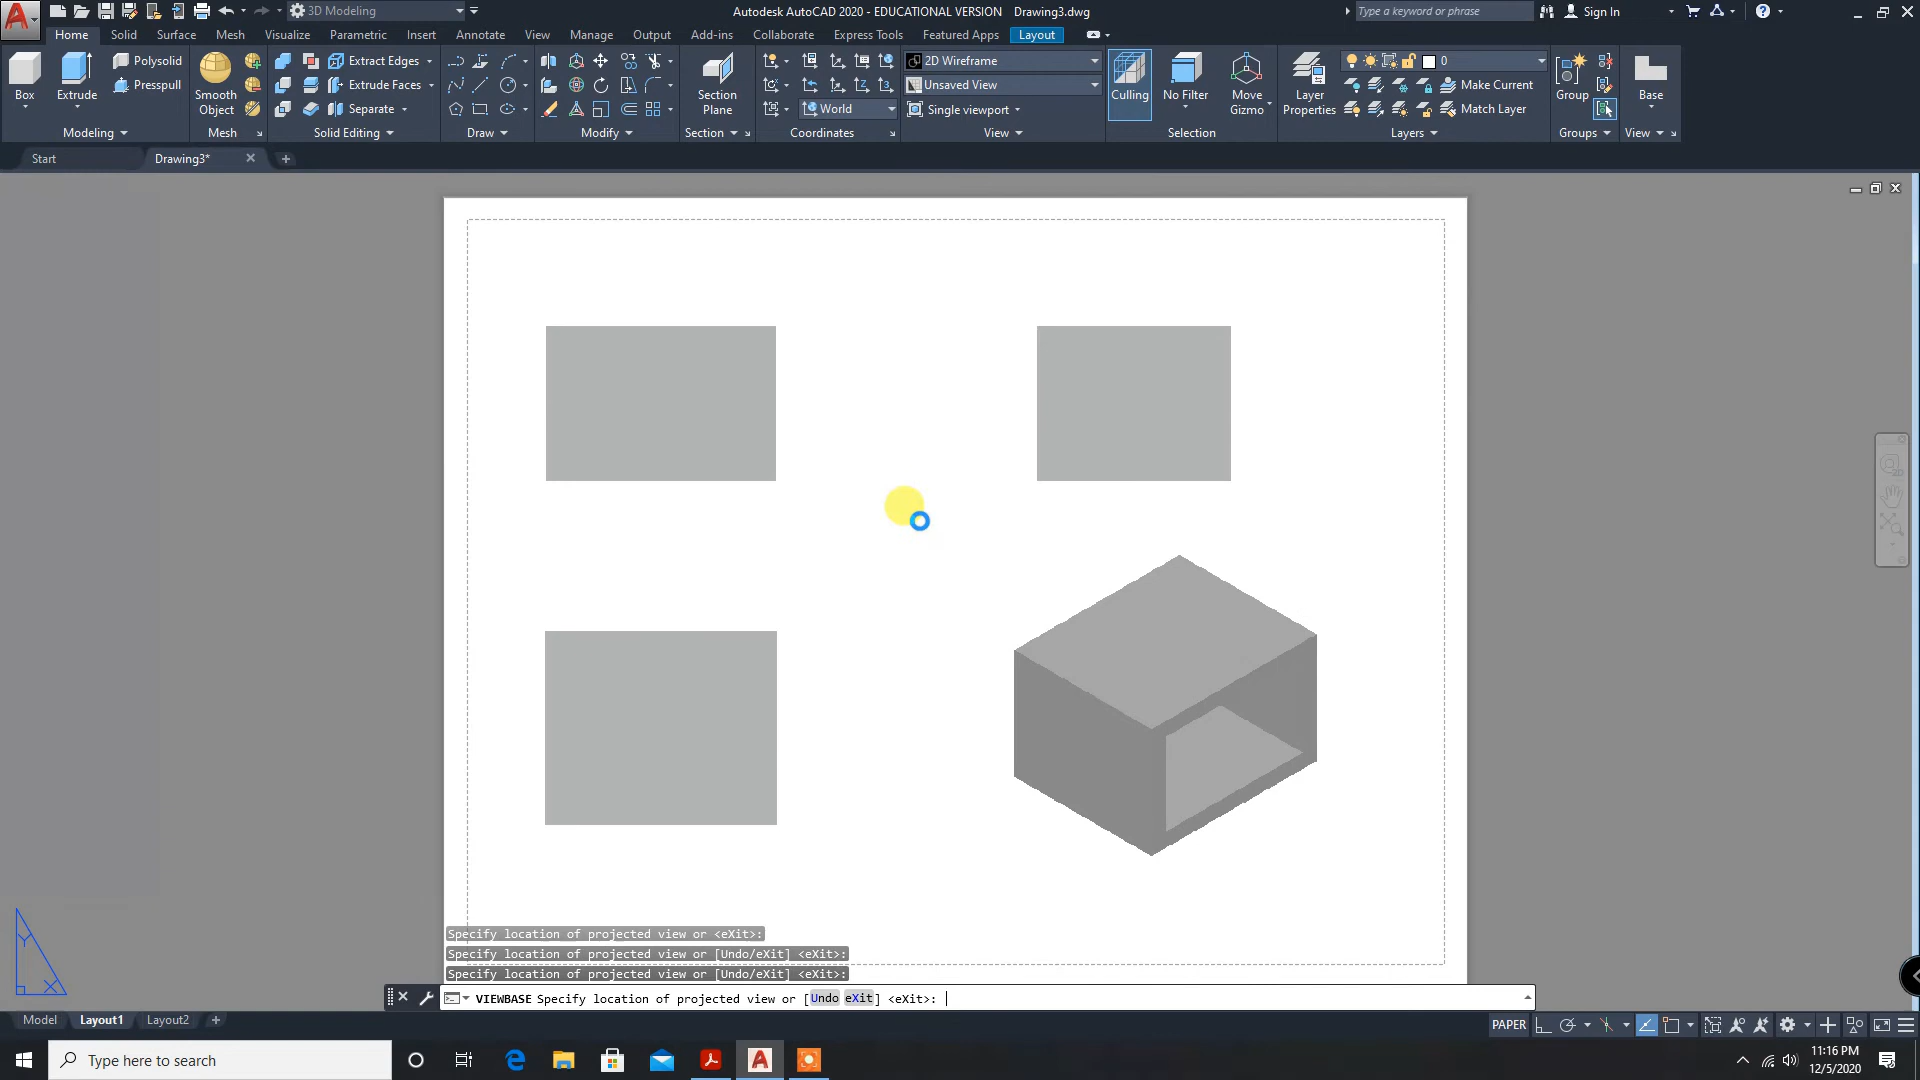 3D Modeling
Autodesk AutoCAD 2020 - EDUCATIONAL VERSION Drawing3.dwg
Type a keyword or phrase
Sign In
Home Solid Surface Mesh Visualize Parametric Insert Annotate View Manage Output Add-ins Collaborate Express Tools Featured Apps Layout
Box
Extrude
Polysolid
Presspull
Modeling
Smooth
Object
Mesh
Extract Edges
Extrude Faces
Separate
Solid Editing
Draw
Modify
Section
Plane
Section
World
Coordinates
2D Wireframe
Unsaved View
Single viewport
View
Culling
No Filter
Move
Gizmo
Selection
Layer
Properties
0
Make Current
Match Layer
Layers
Group
Groups
Base
View
Start
Drawing3*
Y
X
Specify location of projected view or <eXit>:
Specify location of projected view or [Undo/eXit] <eXit>:
Specify location of projected view or [Undo/eXit] <eXit>:
VIEWBASE Specify location of projected view or [Undo eXit] <eXit>:
Model Layout1 Layout2
PAPER
Type here to search
11:16 PM
12/5/2020